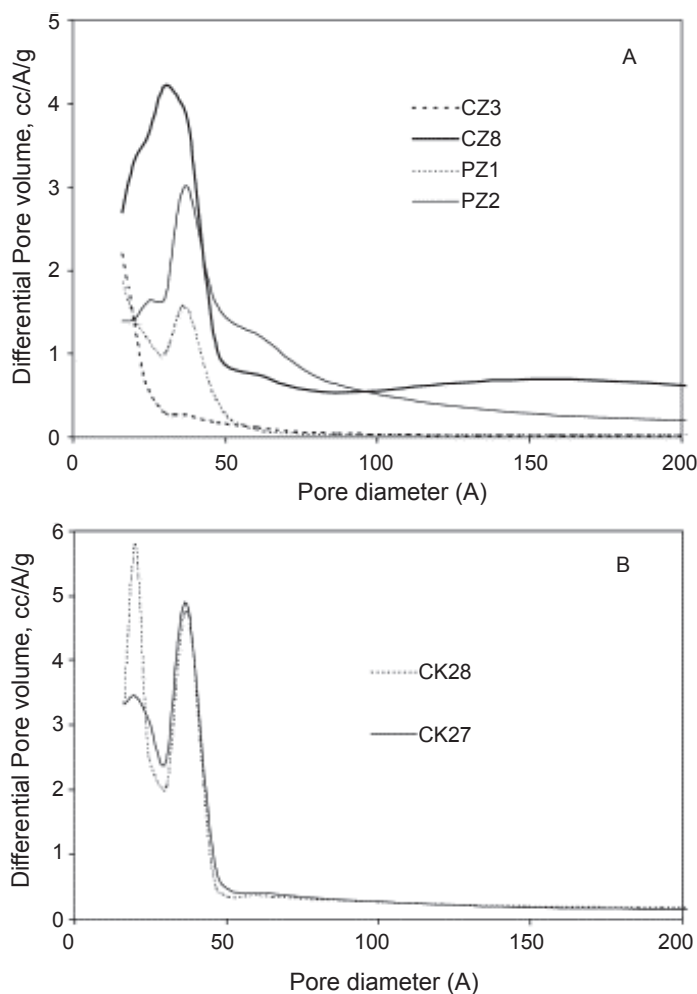 5
A
CZ3
4
CZ8
PZ1
PZ2
3
2
1
0
Differential Pore volume, cc/A/g
0 50 100 150 200
Pore diameter (A)
6
B
5
4
CK28
3
CK27
2
1
0
Differential Pore volume, cc/A/g
0 50 100 150 200
Pore diameter (A)